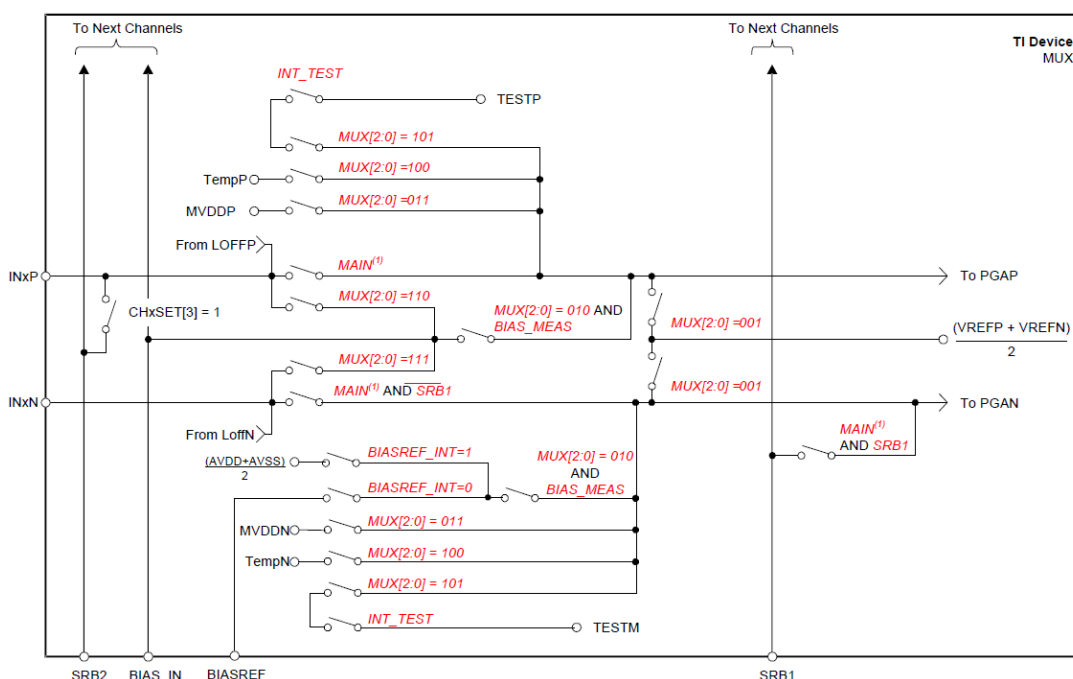 To Next Channels
To Next Channels
TI Device
MUX
INT_TEST
TESTP
MUX[2:0] = 101
TempP
MUX[2:0] =100
MVDDP
MUX[2:0] =011
From LOFFP
INxP
MAIN(1)
To PGAP
CHxSET[3] = 1
MUX[2:0] =110
MUX[2:0] = 010 AND
BIAS_MEAS
MUX[2:0] =001
(VREFP + VREFN)
2
MUX[2:0] =111
MUX[2:0] =001
INxN
MAIN(1) AND SRB1
To PGAN
From LoffN
MAIN(1)
AND SRB1
(AVDD+AVSS)
2
BIASREF_INT=1
MUX[2:0] = 010
AND
BIAS_MEAS
BIASREF_INT=0
MVDDN
MUX[2:0] = 011
TempN
MUX[2:0] = 100
MUX[2:0] = 101
INT_TEST
TESTM
SRB2
BIAS_IN
BIASREF
SRB1